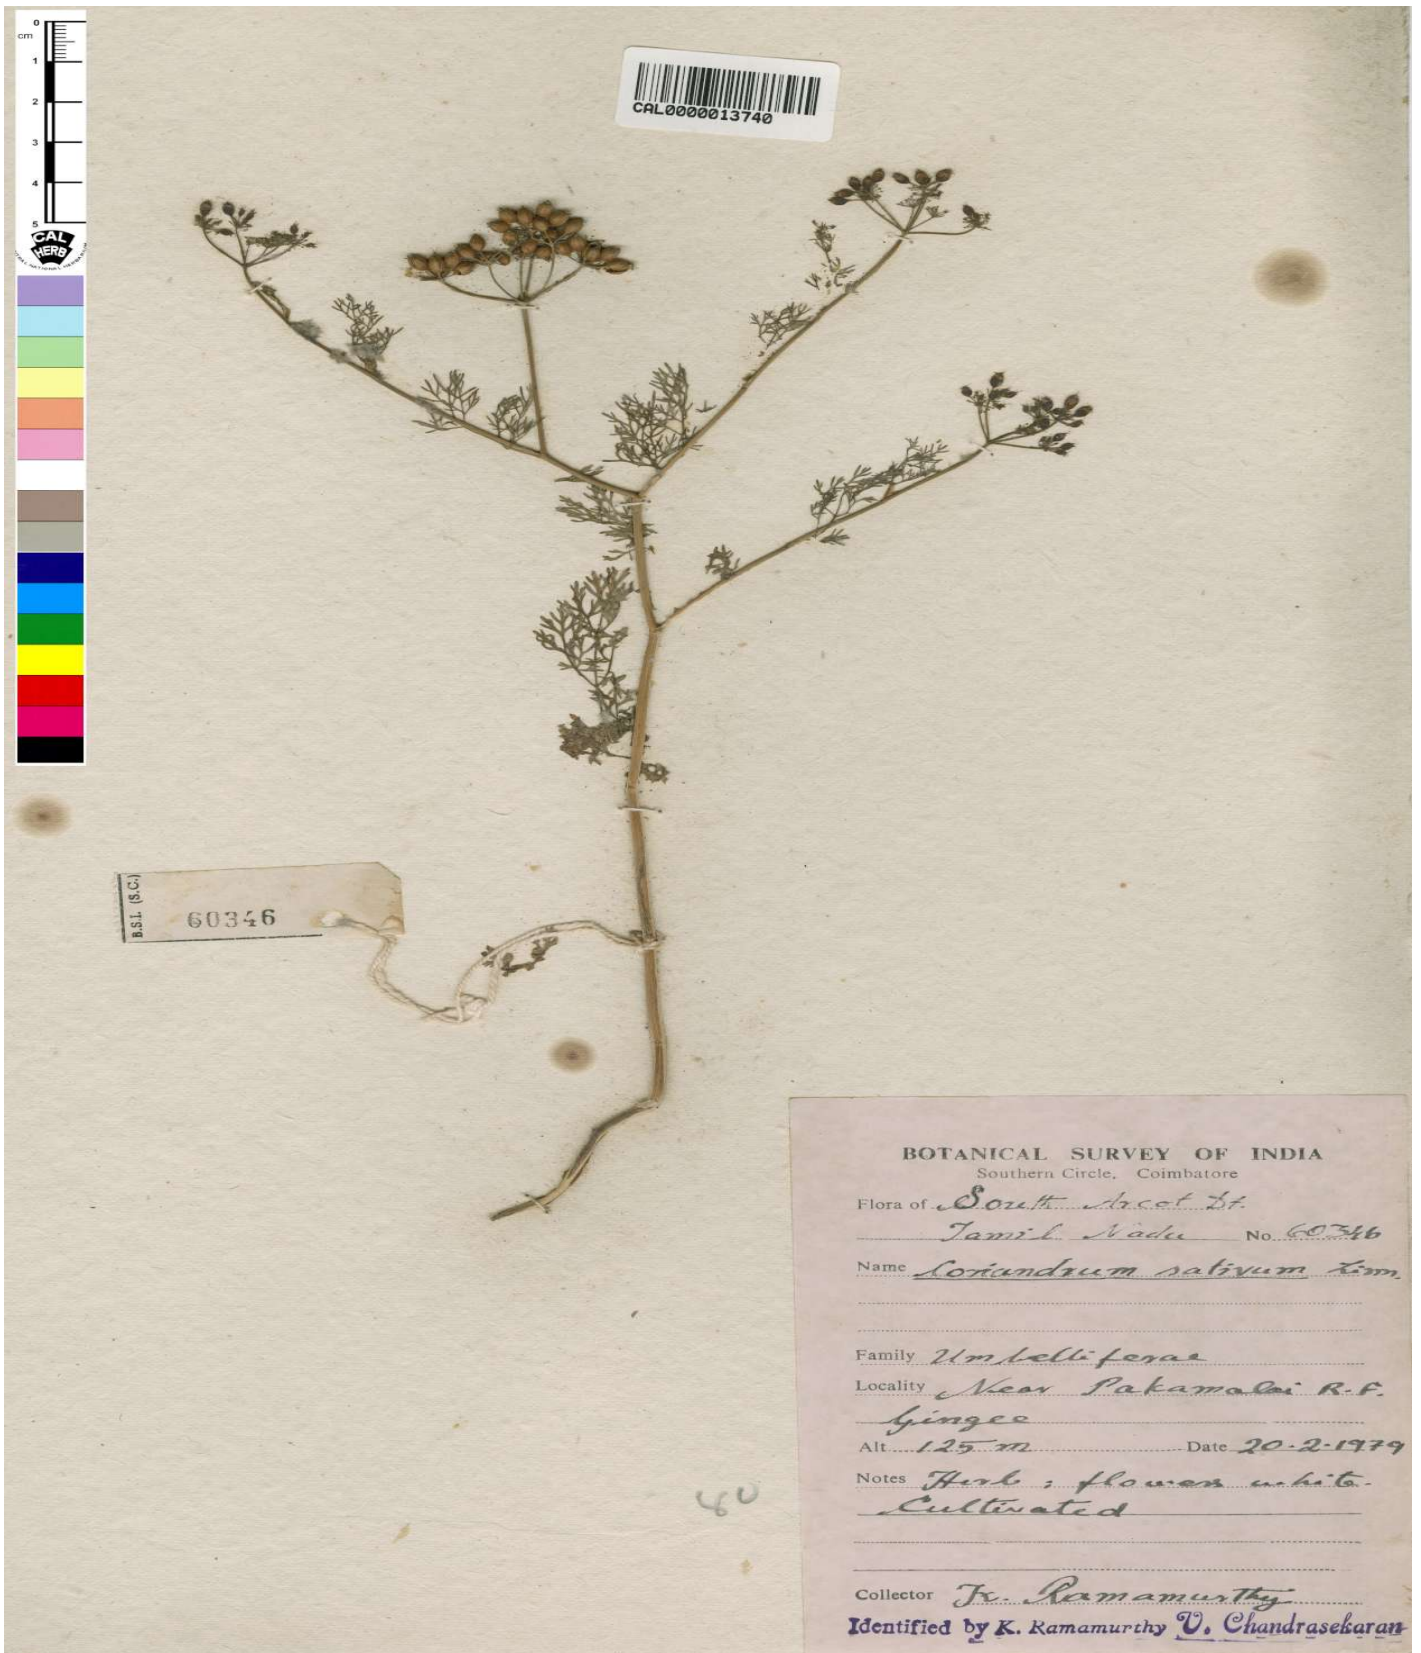 0
cm
1
2
3
4
5
CAL
HERB
CAL0000013740
B.S.I. (S.C.)
60346
BOTANICAL SURVEY OF INDIA
Southern Circle, Coimbatore
Flora of South Arcot Dt.
Tamil Nadu No 60346
Name Coriandrum sativum Linn.
Family Umbelliferae
Locality Near Pakamalai R.F.
Gingee
Alt 125 m Date 20.2.1979
Notes Herb; flowers white.
Cultivated
Collector K. Ramamurthy
Identified by K. Ramamurthy V. Chandrasekaran